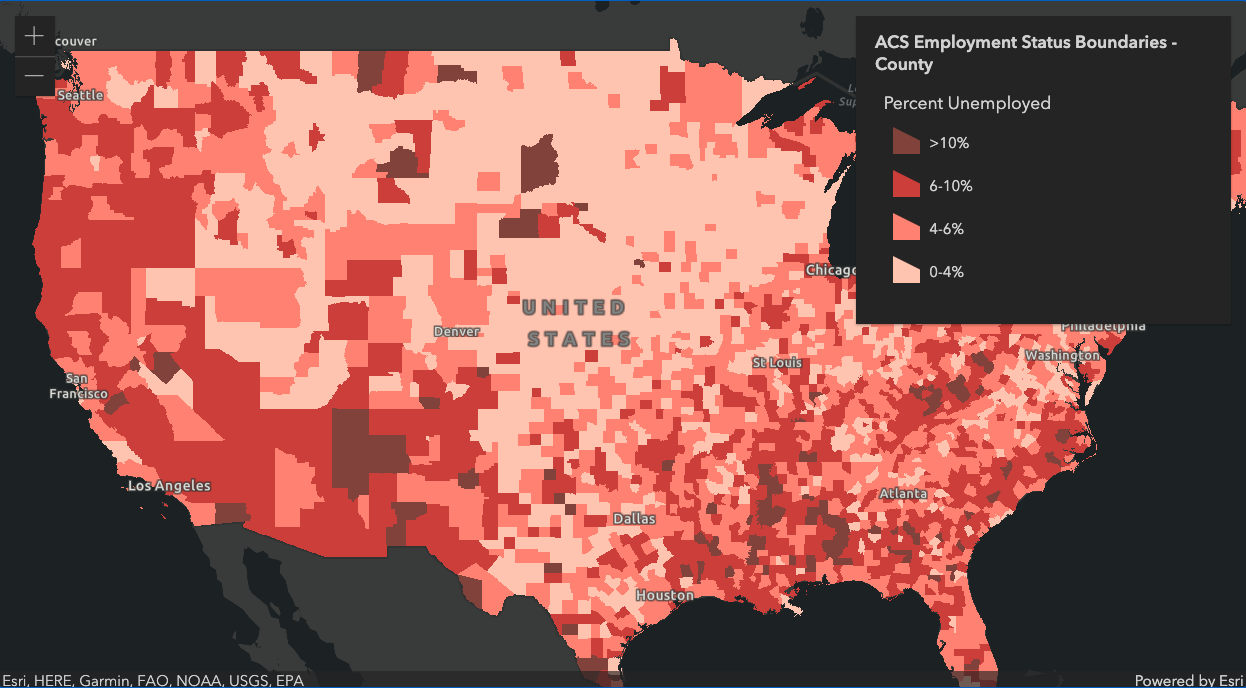 +
couver
ACS Employment Status Boundaries -
County
−
Seattle
Percent Unemployed
>10%
6-10%
4-6%
0-4%
Chicago
UNITED
STATES
Denver
Philadelphia
Washington
St Louis
San
Francisco
Los Angeles
Atlanta
Dallas
Houston
Esri, HERE, Garmin, FAO, NOAA, USGS, EPA
Powered by Esri